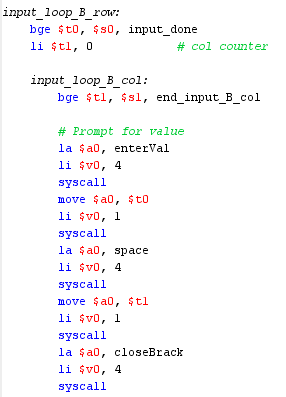 input_loop_B_row:
bge $t0, $s0, input_done
li $t1, 0 # col counter
input_loop_B_col:
bge $t1, $s1, end_input_B_col
# Prompt for value
la $a0, enterVal
li $v0, 4
syscall
move $a0, $t0
li $v0, 1
syscall
la $a0, space
li $v0, 4
syscall
move $a0, $t1
li $v0, 1
syscall
la $a0, closeBrack
li $v0, 4
syscall